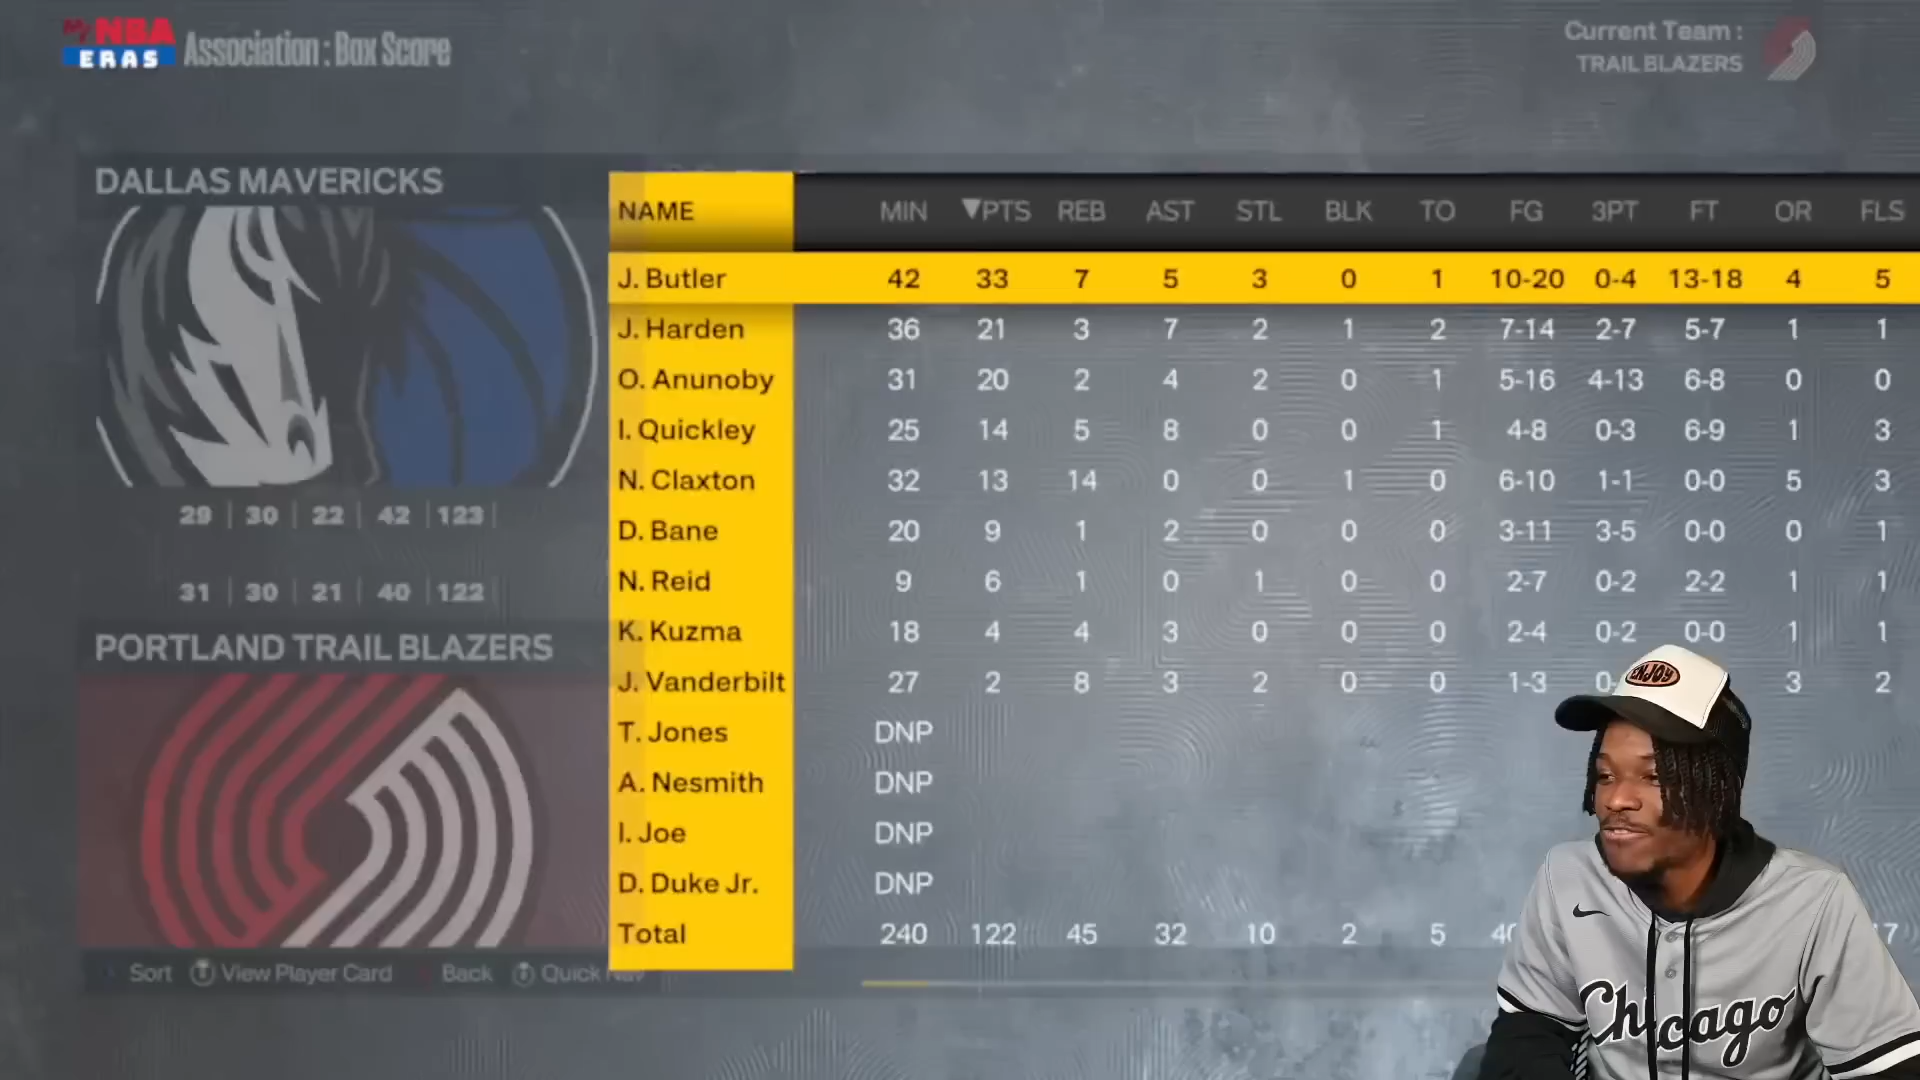 My NBA
ERAS
Association : Box Score
Current Team :
TRAIL BLAZERS
DALLAS MAVERICKS
29 | 30 | 22 | 42 | 123 |
31 | 30 | 21 | 40 | 122 |
PORTLAND TRAIL BLAZERS
NAME MIN ▼PTS REB AST STL BLK TO FG 3PT FT OR FLS
J. Butler 42 33 7 5 3 0 1 10-20 0-4 13-18 4 5
J. Harden 36 21 3 7 2 1 2 7-14 2-7 5-7 1 1
O. Anunoby 31 20 2 4 2 0 1 5-16 4-13 6-8 0 0
I. Quickley 25 14 5 8 0 0 1 4-8 0-3 6-9 1 3
N. Claxton 32 13 14 0 0 1 0 6-10 1-1 0-0 5 3
D. Bane 20 9 1 2 0 0 0 3-11 3-5 0-0 0 1
N. Reid 9 6 1 0 1 0 0 2-7 0-2 2-2 1 1
K. Kuzma 18 4 4 3 0 0 0 2-4 0-2 0-0 1 1
J. Vanderbilt 27 2 8 3 2 0 0 1-3 3 2
T. Jones DNP
A. Nesmith DNP
I. Joe DNP
D. Duke Jr. DNP
Total 240 122 45 32 10 2 5
Sort View Player Card Back Quick Nav
ENJOY
Chicago